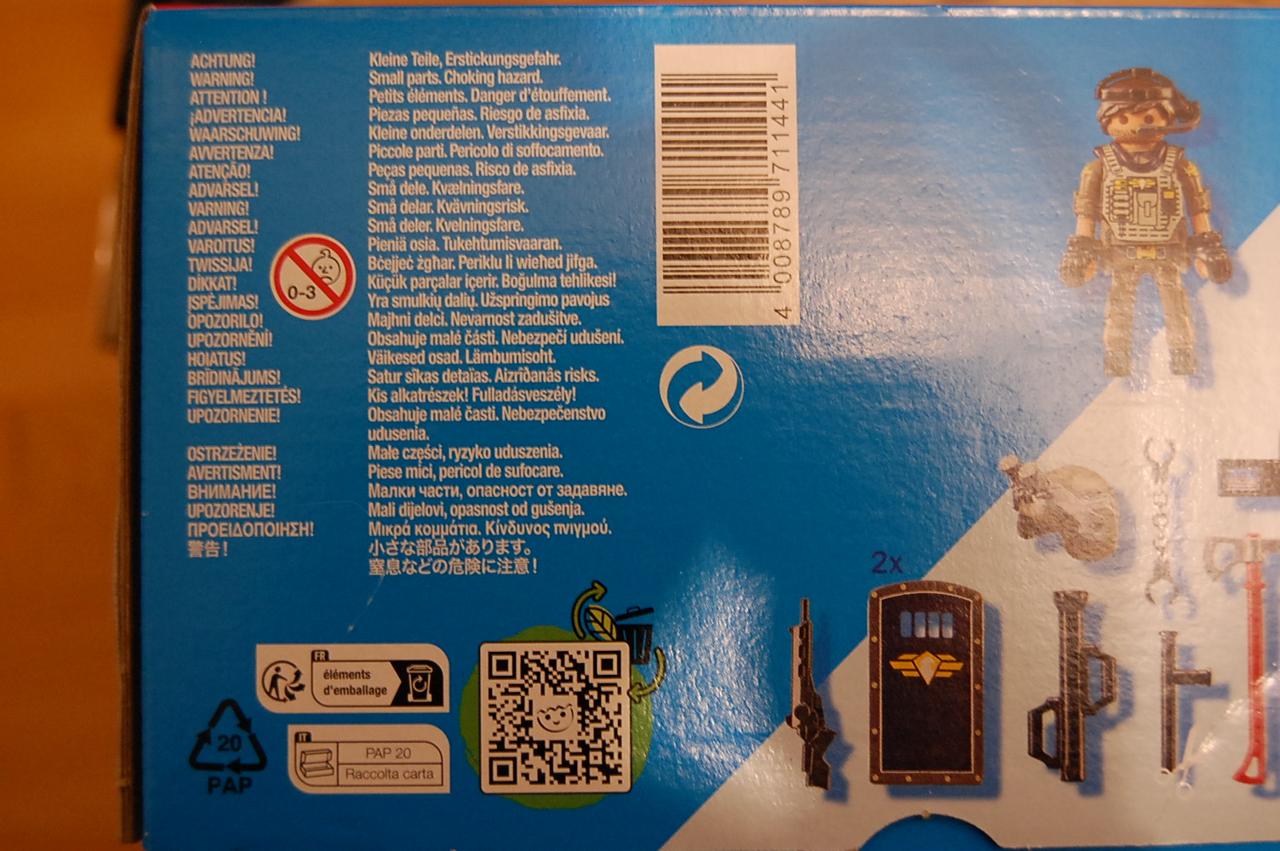 ACHTUNG! Kleine Teile, Erstickungsgefahr.
WARNING! Small parts. Choking hazard.
ATTENTION ! Petits éléments. Danger d'étouffement.
¡ADVERTENCIA! Piezas pequeñas. Riesgo de asfixia.
WAARSCHUWING! Kleine onderdelen. Verstikkingsgevaar.
AVVERTENZA! Piccole parti. Pericolo di soffocamento.
ATENÇÃO! Peças pequenas. Risco de asfixia.
ADVARSEL! Små dele. Kvælningsfare.
VARNING! Små delar. Kvävningsrisk.
ADVARSEL! Små deler. Kvelningsfare.
VAROITUS! Pieniä osia. Tukehtumisvaaran.
TWISSIJA! Bċejjeċ żgħar. Periklu li wieħed jifga.
DİKKAT! Küçük parçalar içerir. Boğulma tehlikesi!
ĮSPĖJIMAS! Yra smulkių dalių. Užspringimo pavojus
OPOZORILO! Majhni delci. Nevarnost zadušitve.
UPOZORNĚNÍ! Obsahuje malé části. Nebezpečí udušení.
HOIATUS! Väikesed osad. Lämbumisoht.
BRĪDINĀJUMS! Satur sīkas detaïas. Aizrīðanâs risks.
FIGYELMEZTETÉS! Kis alkatrészek! Fulladásveszély!
UPOZORNENIE! Obsahuje malé časti. Nebezpečenstvo
udusenia.
OSTRZEŻENIE! Małe części, ryzyko uduszenia.
AVERTISMENT! Piese mici, pericol de sufocare.
ВНИМАНИЕ! Малки части, опасност от задавяне.
UPOZORENJE! Mali dijelovi, opasnost od gušenja.
ΠΡΟΕΙΔΟΠΟΙΗΣΗ! Μικρά κομμάτια. Κίνδυνος πνιγμού.
警告! 小さな部品があります。
窒息などの危険に注意!
0-3
4 008789 711441
2x
FR
éléments
d'emballage
IT
PAP 20
Raccolta carta
20
PAP